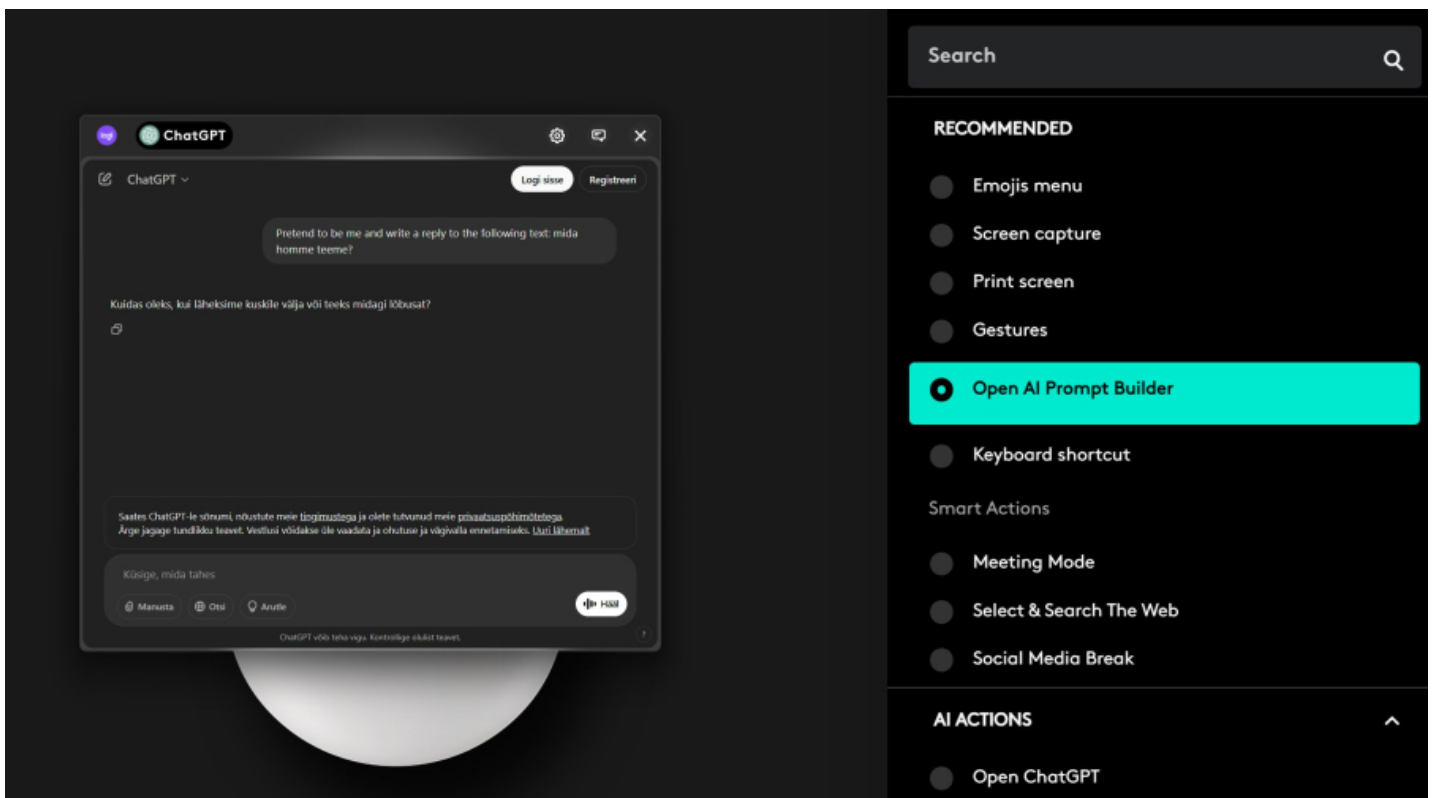 logi
ChatGPT
ChatGPT
Logi sisse
Registreeri
Pretend to be me and write a reply to the following text: mida
homme teeme?
Kuidas oleks, kui läheksime kuskile välja või teeks midagi lõbusat?
Saates ChatGPT-le sõnumi, nõustute meie tingimustega ja olete tutvunud meie privaatsuspõhimõtetega.
Ärge jagage tundlikku teavet. Vestlusi võidakse üle vaadata ja ohutuse ja vägivalla ennetamiseks. Uuri lähemalt
Küsige, mida tahes
Manusta
Otsi
Arutle
Hääl
ChatGPT võib teha vigu. Kontrollige olulist teavet.
?
Search
RECOMMENDED
Emojis menu
Screen capture
Print screen
Gestures
Open AI Prompt Builder
Keyboard shortcut
Smart Actions
Meeting Mode
Select & Search The Web
Social Media Break
AI ACTIONS
Open ChatGPT